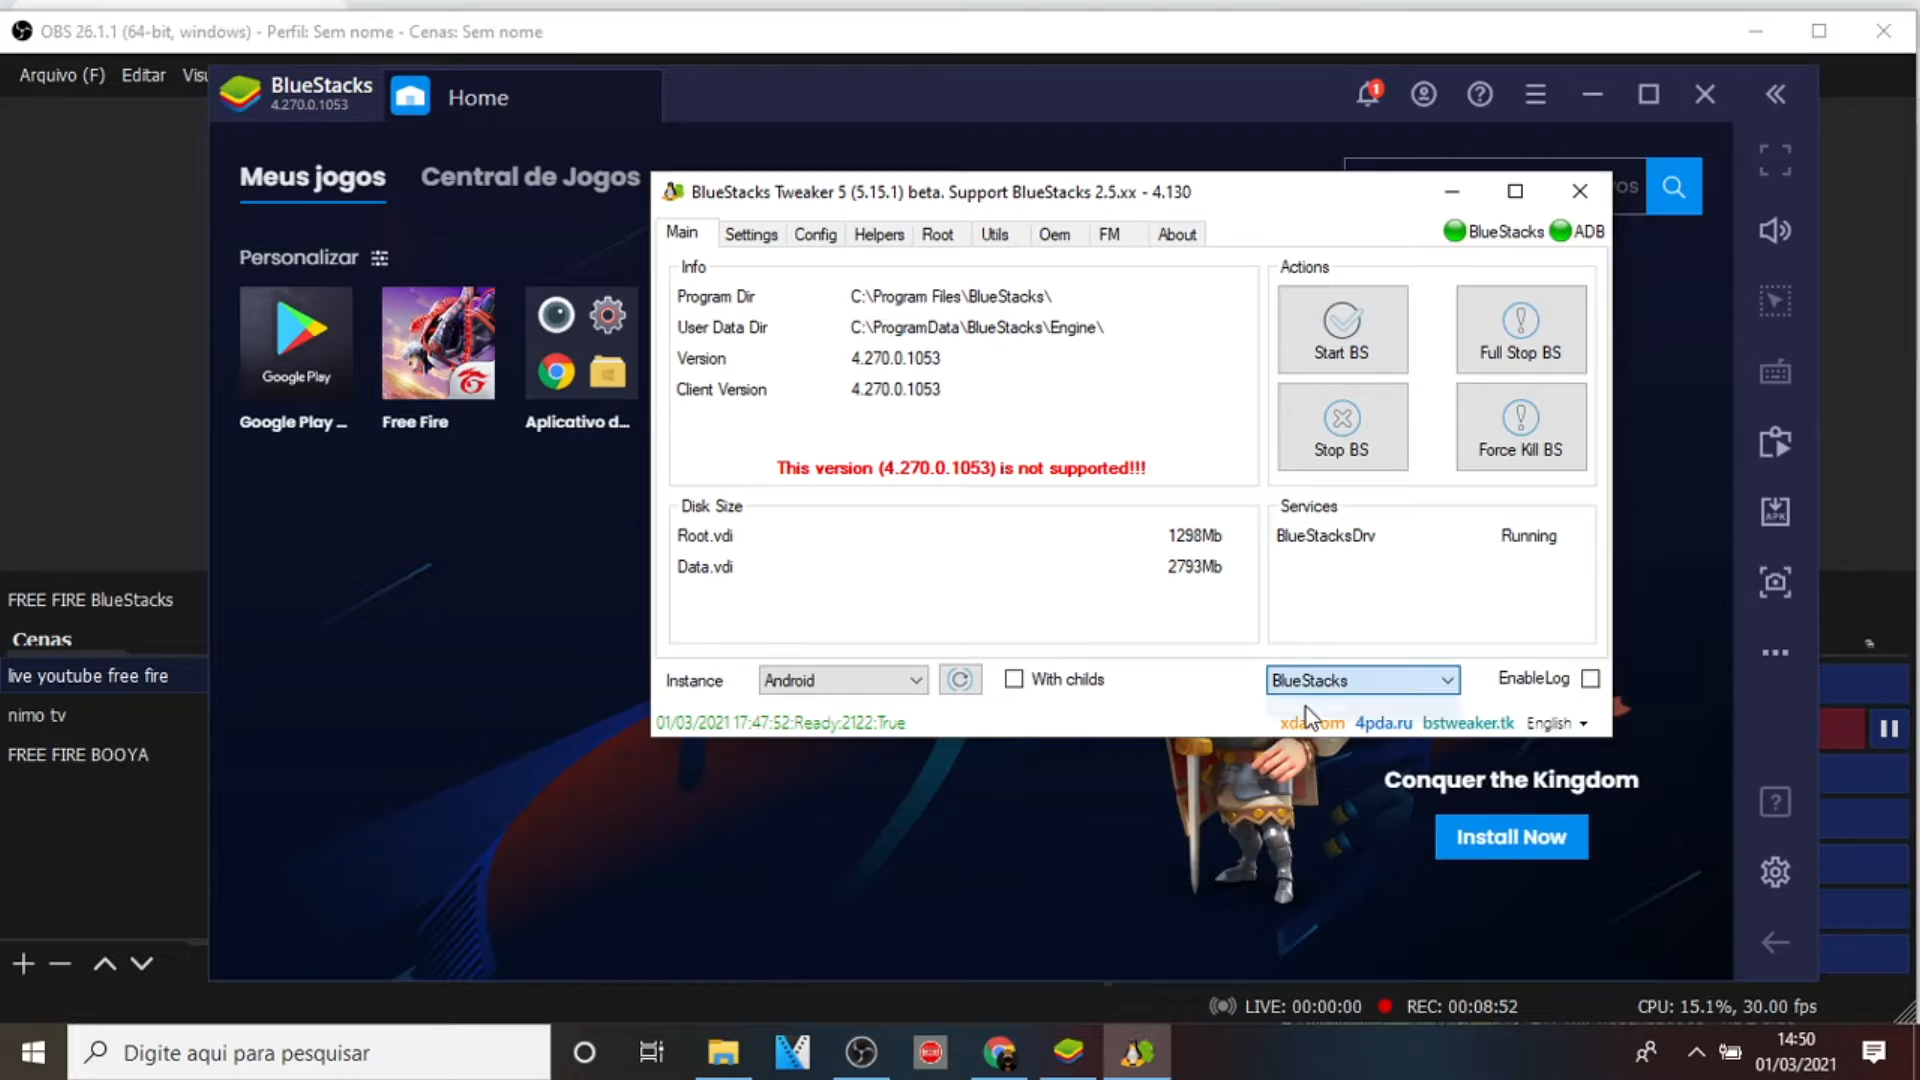 OBS 26.1.1 (64-bit, windows) - Perfil: Sem nome - Cenas: Sem nome
Arquivo (F) Editar Visu
BlueStacks
4.270.0.1053
Home
1
Meus jogos Central de Jogos
Personalizar
Google Play
Google Play ... Free Fire Aplicativo d...
BlueStacks Tweaker 5 (5.15.1) beta. Support BlueStacks 2.5.xx - 4.130
Main Settings Config Helpers Root Utils Oem FM About
BlueStacks ADB
Info
Program Dir C:\Program Files\BlueStacks\
User Data Dir C:\ProgramData\BlueStacks\Engine\
Version 4.270.0.1053
Client Version 4.270.0.1053
This version (4.270.0.1053) is not supported!!!
Actions
Start BS Full Stop BS
Stop BS Force Kill BS
Disk Size
Root.vdi 1298Mb
Data.vdi 2793Mb
Services
BlueStacksDrv Running
Instance Android With childs BlueStacks EnableLog
01/03/2021 17:47:52:Ready:2122:True
4pda.ru bstweaker.tk English
APK
Conquer the Kingdom
Install Now
FREE FIRE BlueStacks
Cenas
live youtube free fire
nimo tv
FREE FIRE BOOYA
LIVE: 00:00:00 REC: 00:08:52 CPU: 15.1%, 30.00 fps
Digite aqui para pesquisar
14:50
01/03/2021